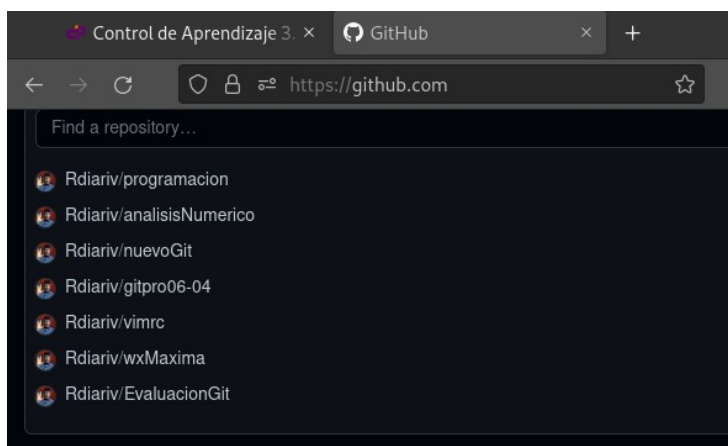 Control de Aprendizaje 3.
GitHub
https://github.com
Find a repository...
Rdiariv/programacion
Rdiariv/analisisNumerico
Rdiariv/nuevoGit
Rdiariv/gitpro06-04
Rdiariv/vimrc
Rdiariv/wxMaxima
Rdiariv/EvaluacionGit